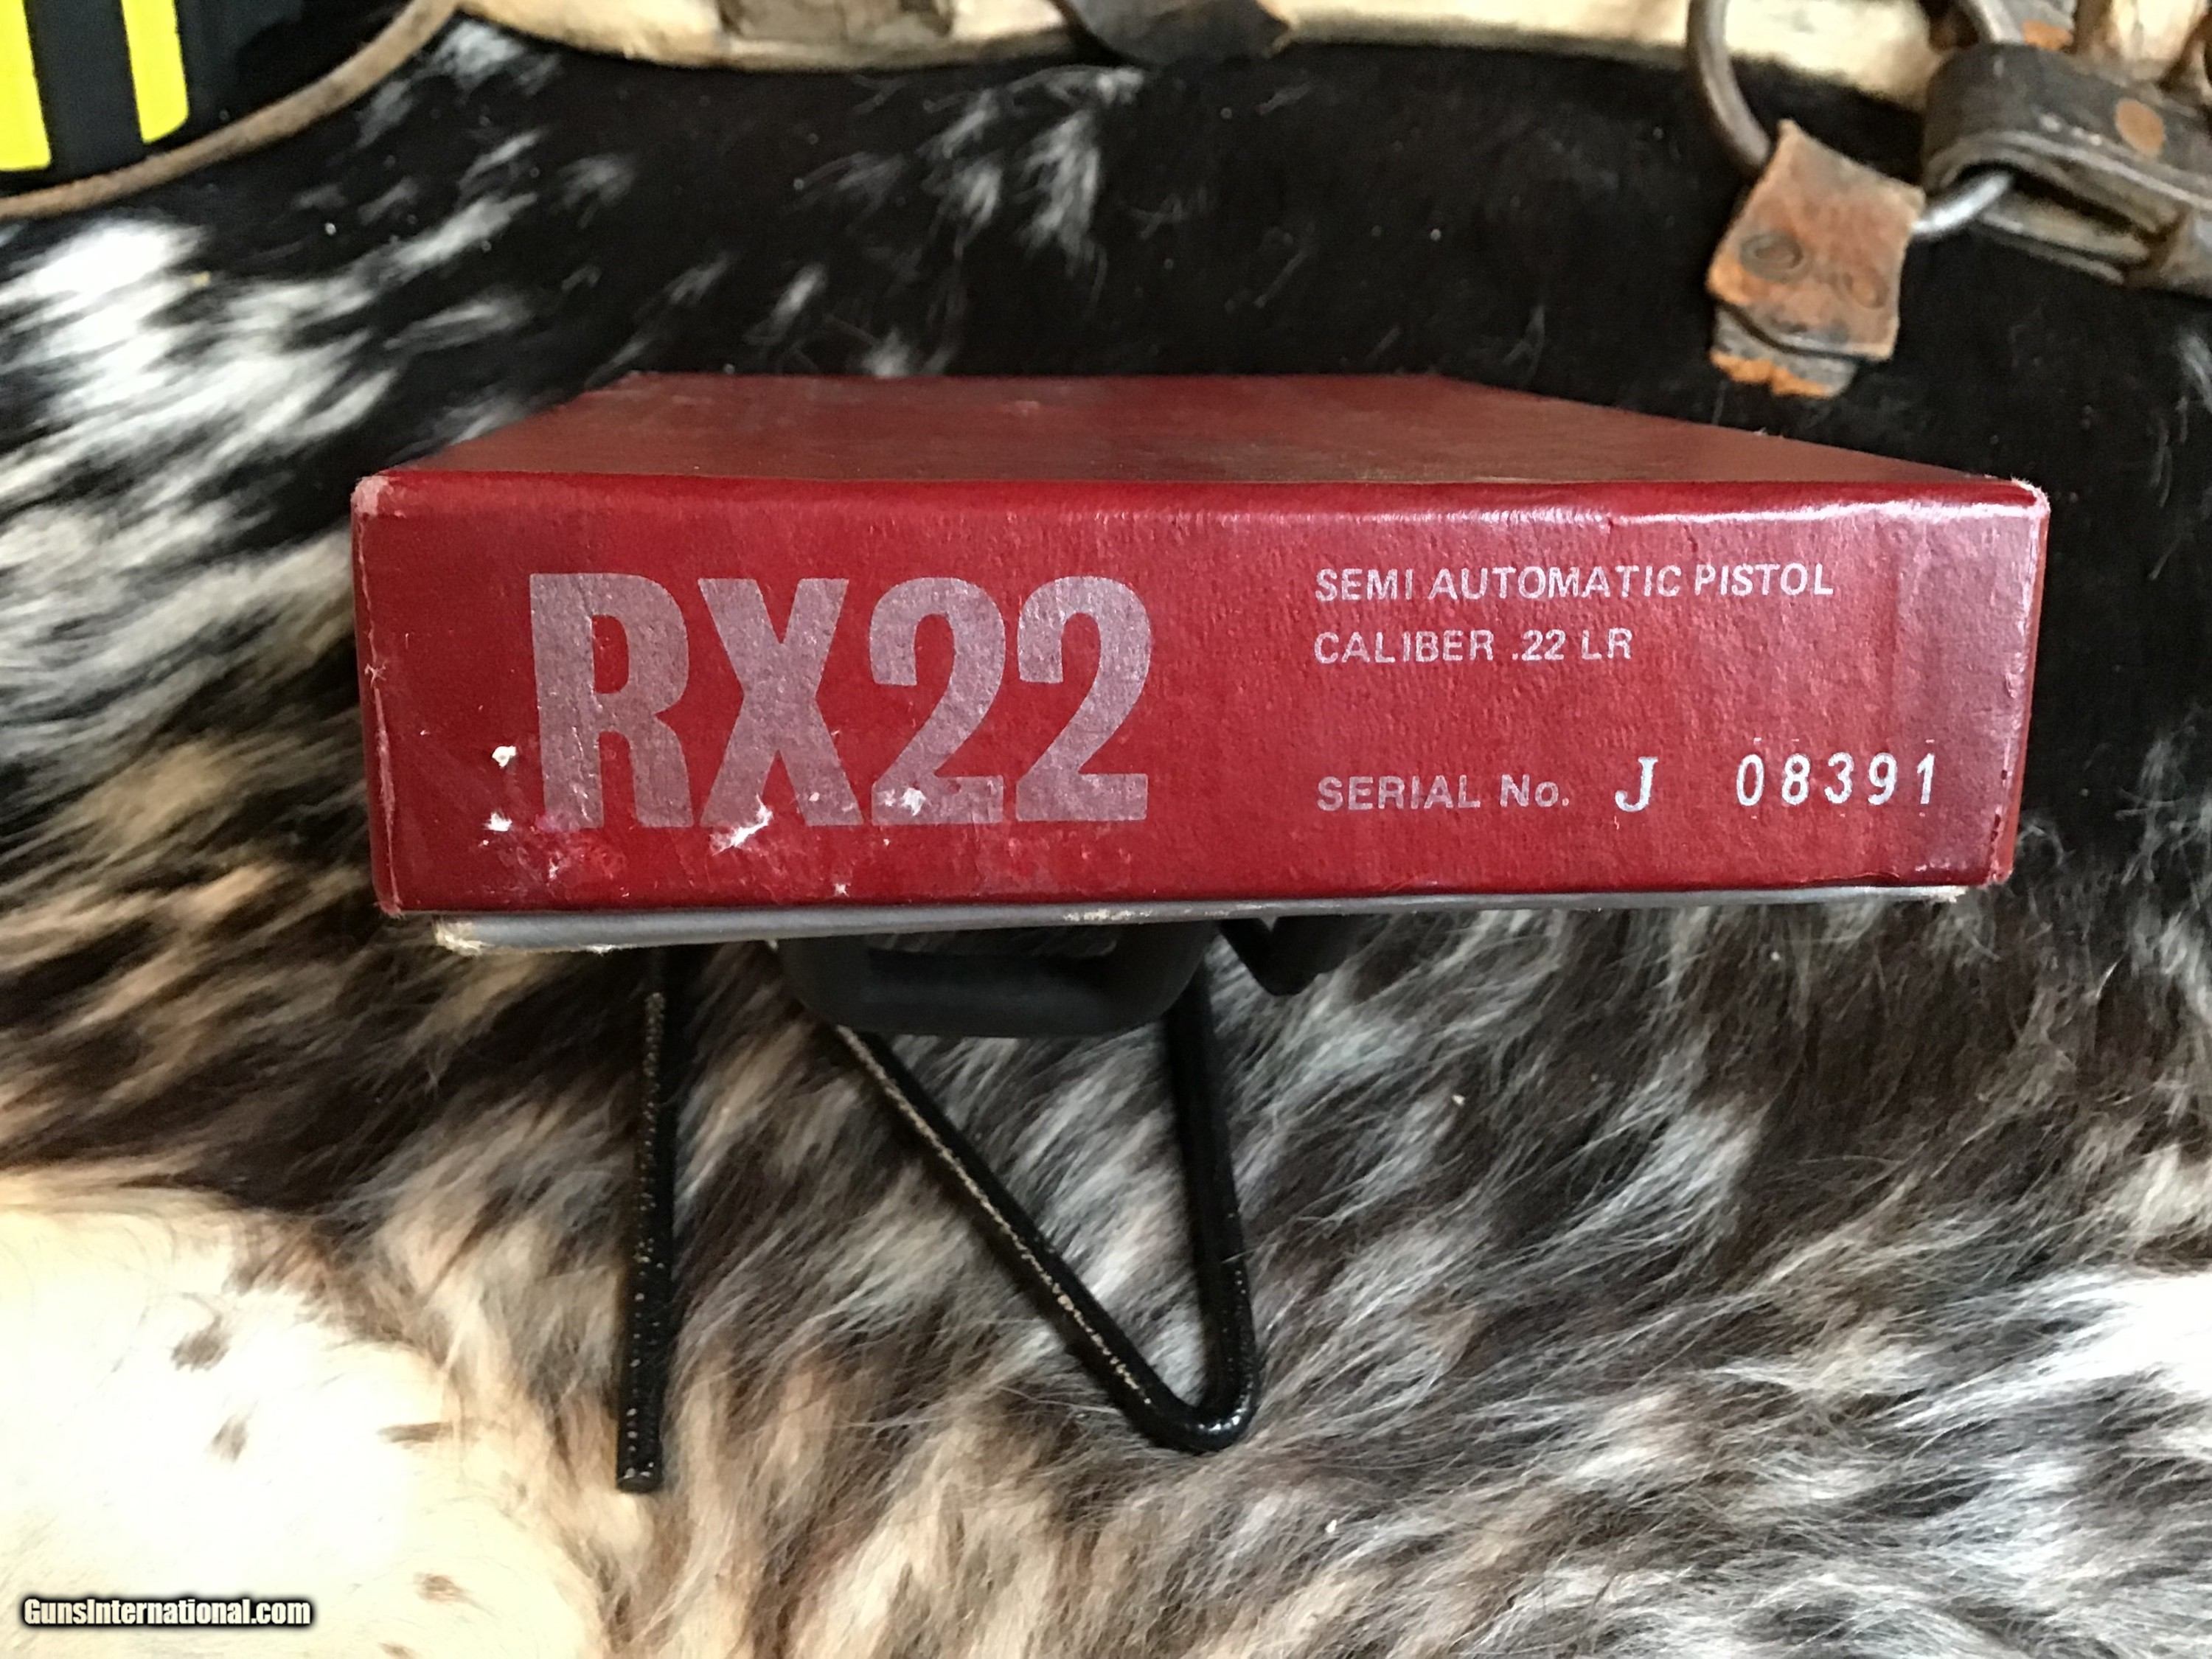 RX22
SEMI AUTOMATIC PISTOL
CALIBER .22 LR
SERIAL No. J 08391
GunsInternational.com